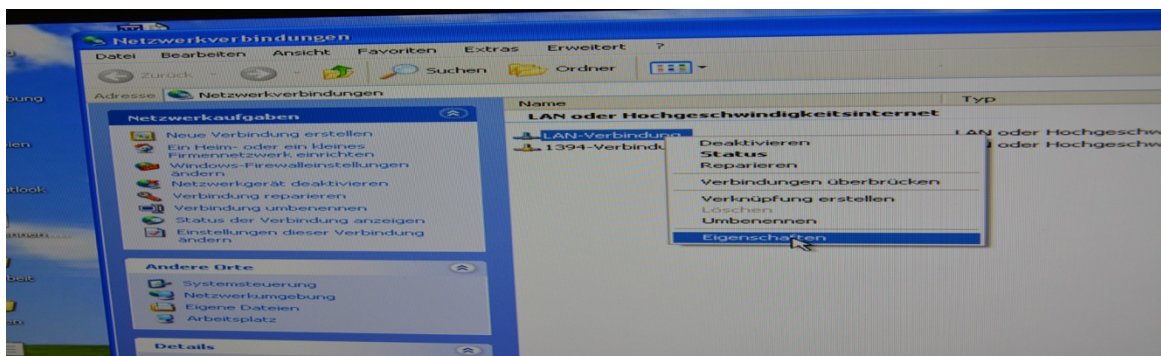 Netzwerkverbindungen
Datei Bearbeiten Ansicht Favoriten Extras Erweitert ?
Zurück Suchen Ordner
Adresse Netzwerkverbindungen
Netzwerkaufgaben
Neue Verbindung erstellen
Ein Heim- oder ein kleines
Firmennetzwerk einrichten
Windows-Firewalleinstellungen
ändern
Netzwerkgerät deaktivieren
Verbindung reparieren
Verbindung umbenennen
Status der Verbindung anzeigen
Einstellungen dieser Verbindung
ändern
Andere Orte
Systemsteuerung
Netzwerkumgebung
Eigene Dateien
Arbeitsplatz
Details
Name Typ
LAN oder Hochgeschwindigkeitsinternet
LAN-Verbindung LAN oder Hochgeschw
1394-Verbindu oder Hochgeschw
Deaktivieren
Status
Reparieren
Verbindungen überbrücken
Verknüpfung erstellen
Löschen
Umbenennen
Eigenschaften